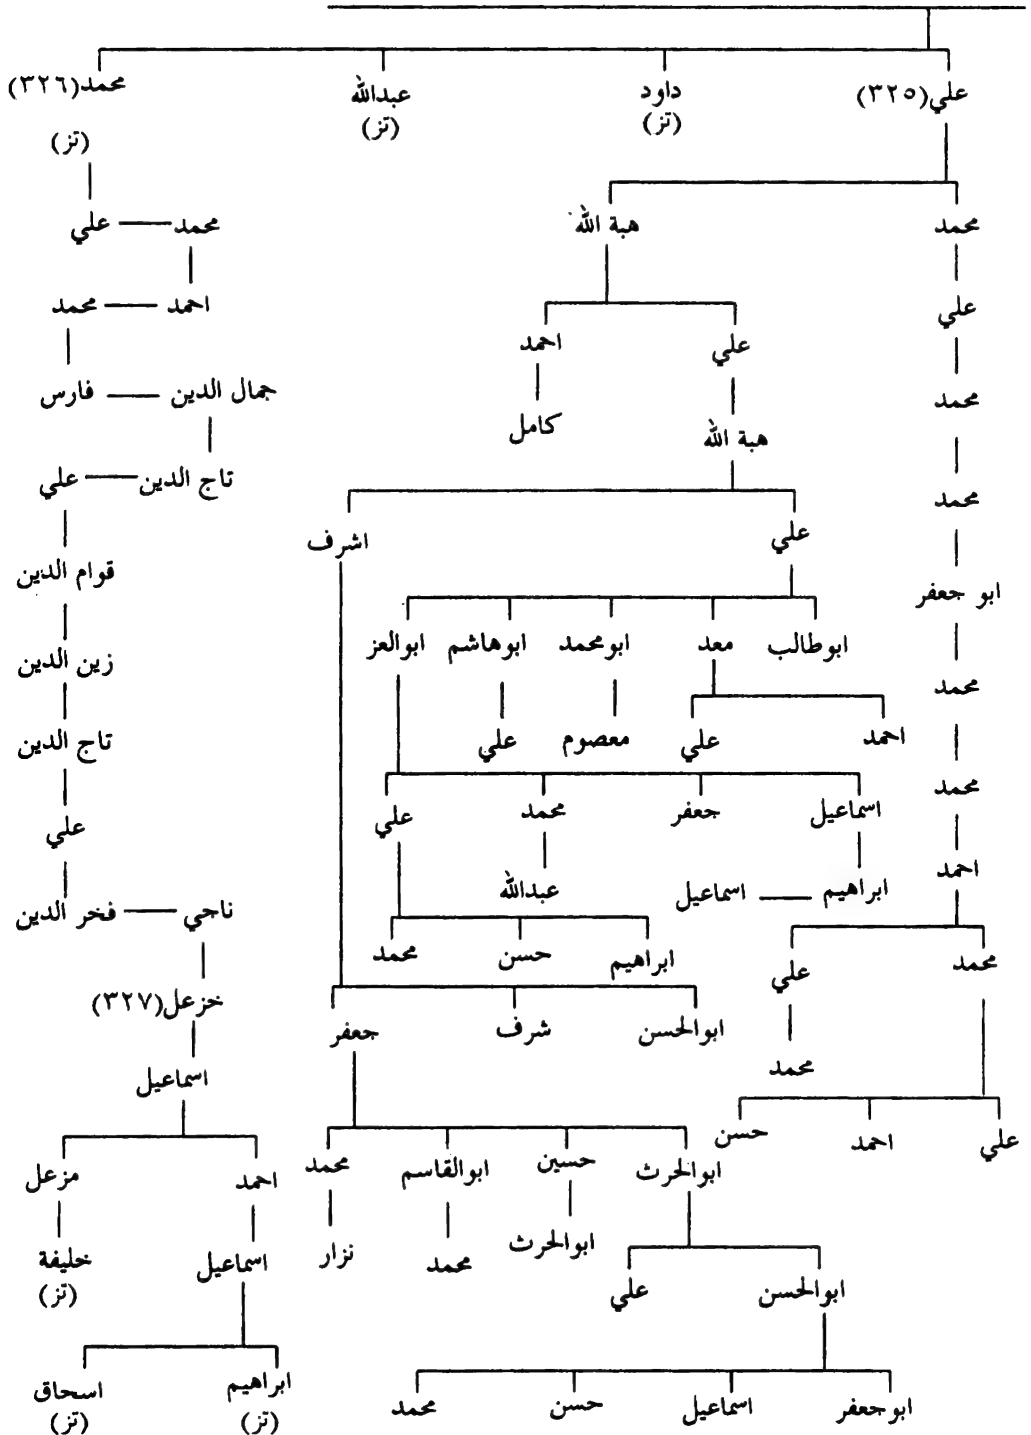 علي(٣٢٥) داود عبدالله محمد(٣٢٦)
(تز) (تز) (تز)
محمد هبة الله محمد علي
علي احمد محمد
علي احمد
محمد جمال الدين فارس
هبة الله كامل
محمد تاج الدين علي
علي اشرف
ابو جعفر قوام الدين
ابوطالب معد ابومحمد ابوهاشم ابوالعز زين الدين
محمد
احمد علي معصوم علي تاج الدين
محمد
اسماعيل جعفر محمد علي علي
احمد
ابراهيم اسماعيل عبدالله
ناجي فخر الدين
محمد علي ابراهيم حسن محمد
خزعل(٣٢٧)
ابوالحسن شرف جعفر
محمد اسماعيل
علي احمد حسن
ابوالحرث حسين ابوالقاسم محمد احمد مزعل
ابوالحرث محمد نزار اسماعيل خليفة
(تز)
ابوالحسن علي
ابراهيم اسحاق
(تز) (تز)
ابوجعفر اسماعيل حسن محمد